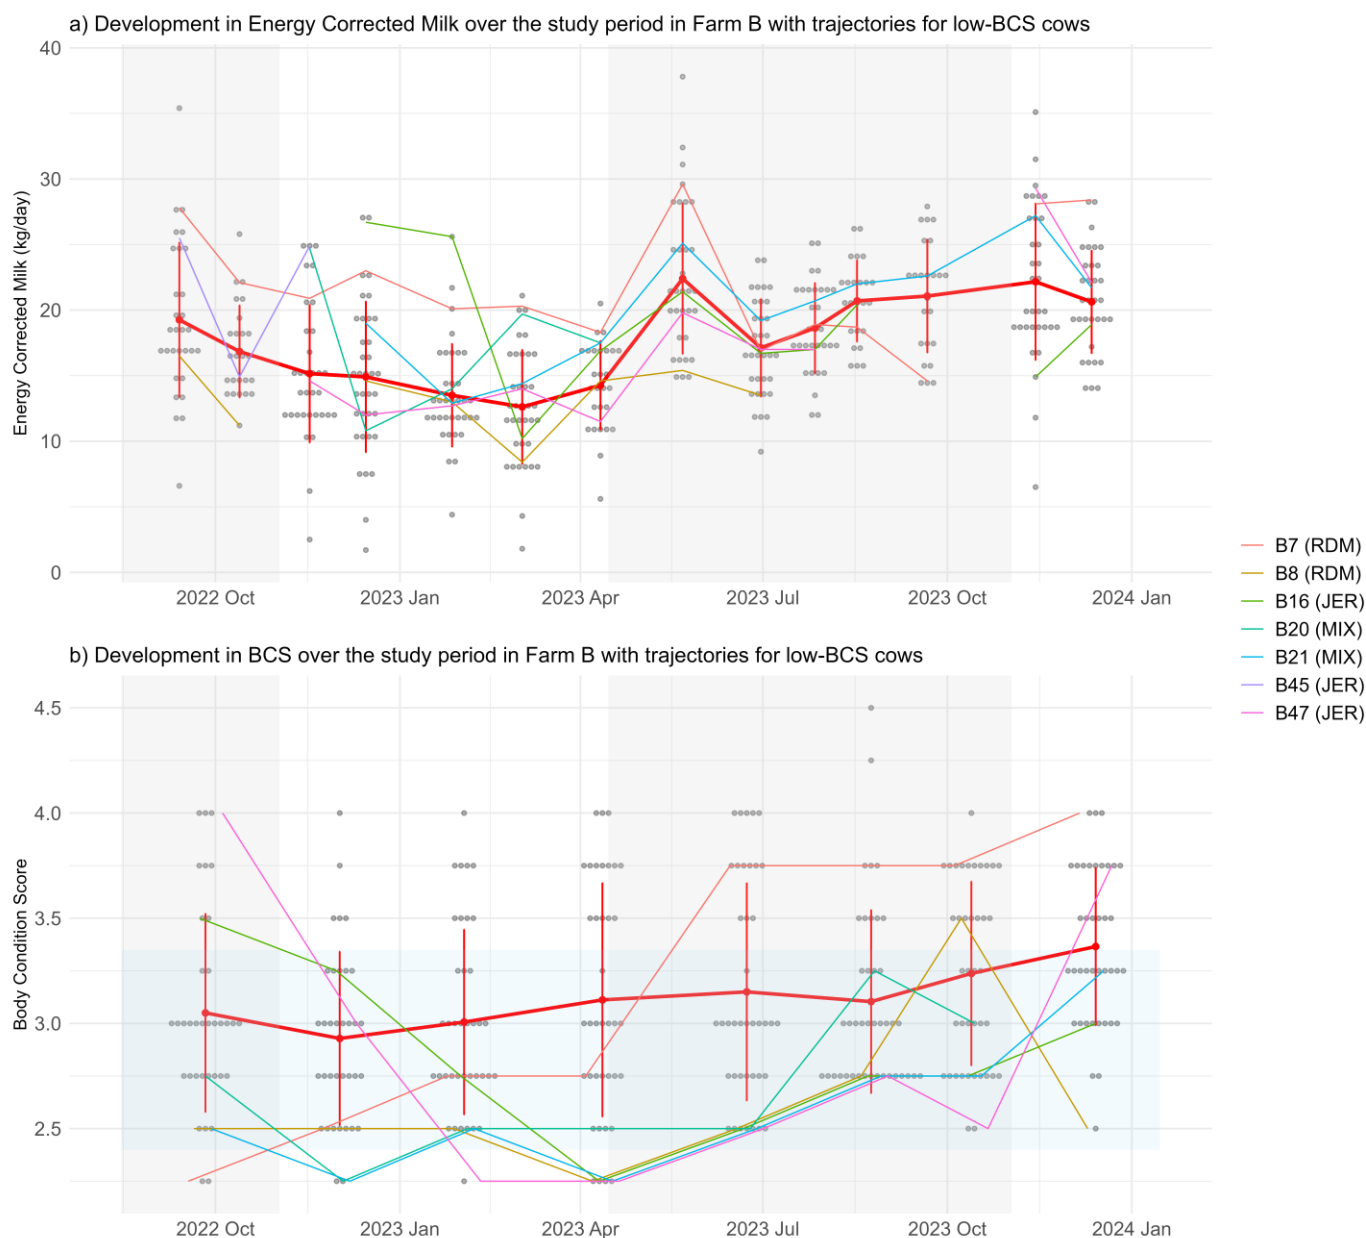 a) Development in Energy Corrected Milk over the study period in Farm B with trajectories for low-BCS cows
40
30
20
10
0
Energy Corrected Milk (kg/day)
2022 Oct
2023 Jan
2023 Apr
2023 Jul
2023 Oct
2024 Jan
B7 (RDM)
B8 (RDM)
B16 (JER)
B20 (MIX)
B21 (MIX)
B45 (JER)
B47 (JER)
b) Development in BCS over the study period in Farm B with trajectories for low-BCS cows
4.5
4.0
3.5
3.0
2.5
Body Condition Score
2022 Oct
2023 Jan
2023 Apr
2023 Jul
2023 Oct
2024 Jan